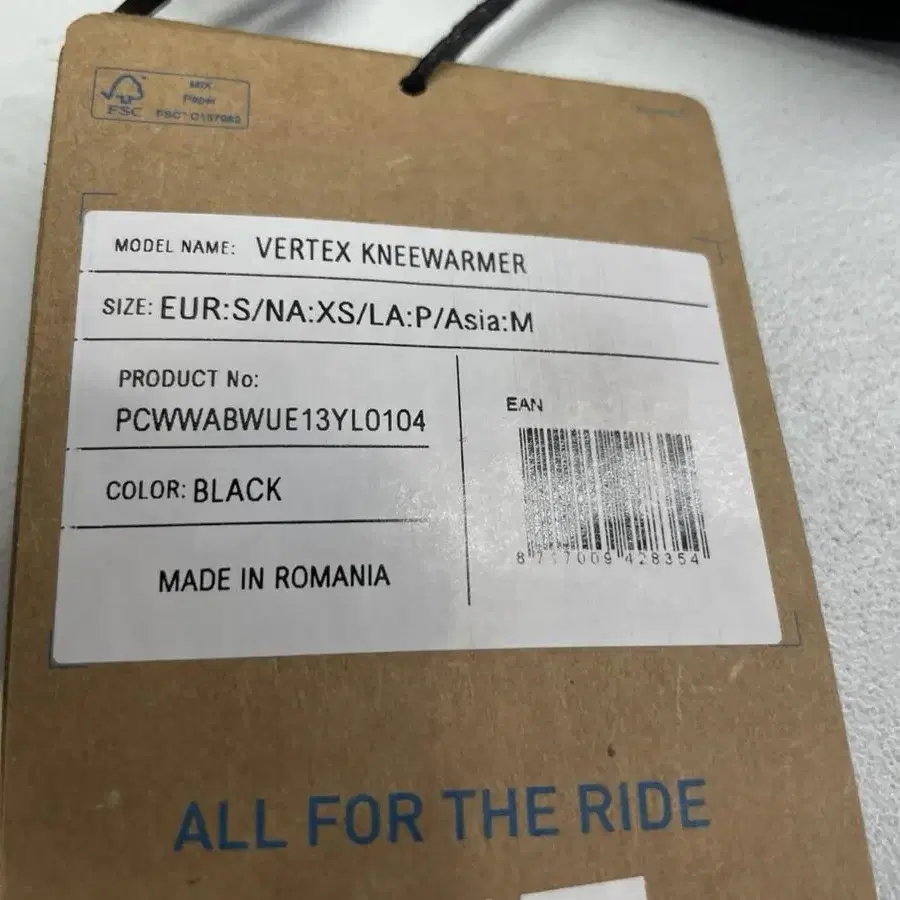 MIX
Paper
FSC
MODEL NAME: VERTEX KNEEWARMER
SIZE: EUR:S/NA:XS/LA:P/Asia:M
PRODUCT No:
PCWWABWUE13YL0104
COLOR: BLACK
MADE IN ROMANIA
EAN
ALL FOR THE RIDE